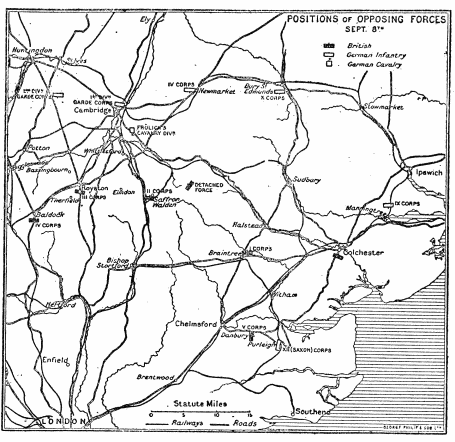 POSITIONS OF OPPOSING FORCES
SEPT. 8TH
British
German Infantry
German Cavalry
Ely
Huntingdon
St Ives
GARDE CORPS
IV CORPS
Newmarket
Bury St
Edmunds
X CORPS
1ST DIVN
GARDE CORPS
Cambridge
FRÖLICH'S
CAVALRY DIVN
Stowmarket
Potton
Whittlesford
Bassingbourne
Ipswich
Royston
III CORPS
Therfield
Elmdon
II CORPS
Saffron
Walden
DETACHED
FORCE
Sudbury
IX CORPS
Manningtree
Baldock
IV CORPS
Halstead
Colchester
Bishop
Stortford
Braintree
I CORPS
Witham
Hertford
Chelmsford
V CORPS
Danbury
Purleigh
XII (SAXON) CORPS
Enfield
Brentwood
Southend
LONDON
Statute Miles
0 5 10 15
Railways Roads
GEORGE PHILIP & SON LTD